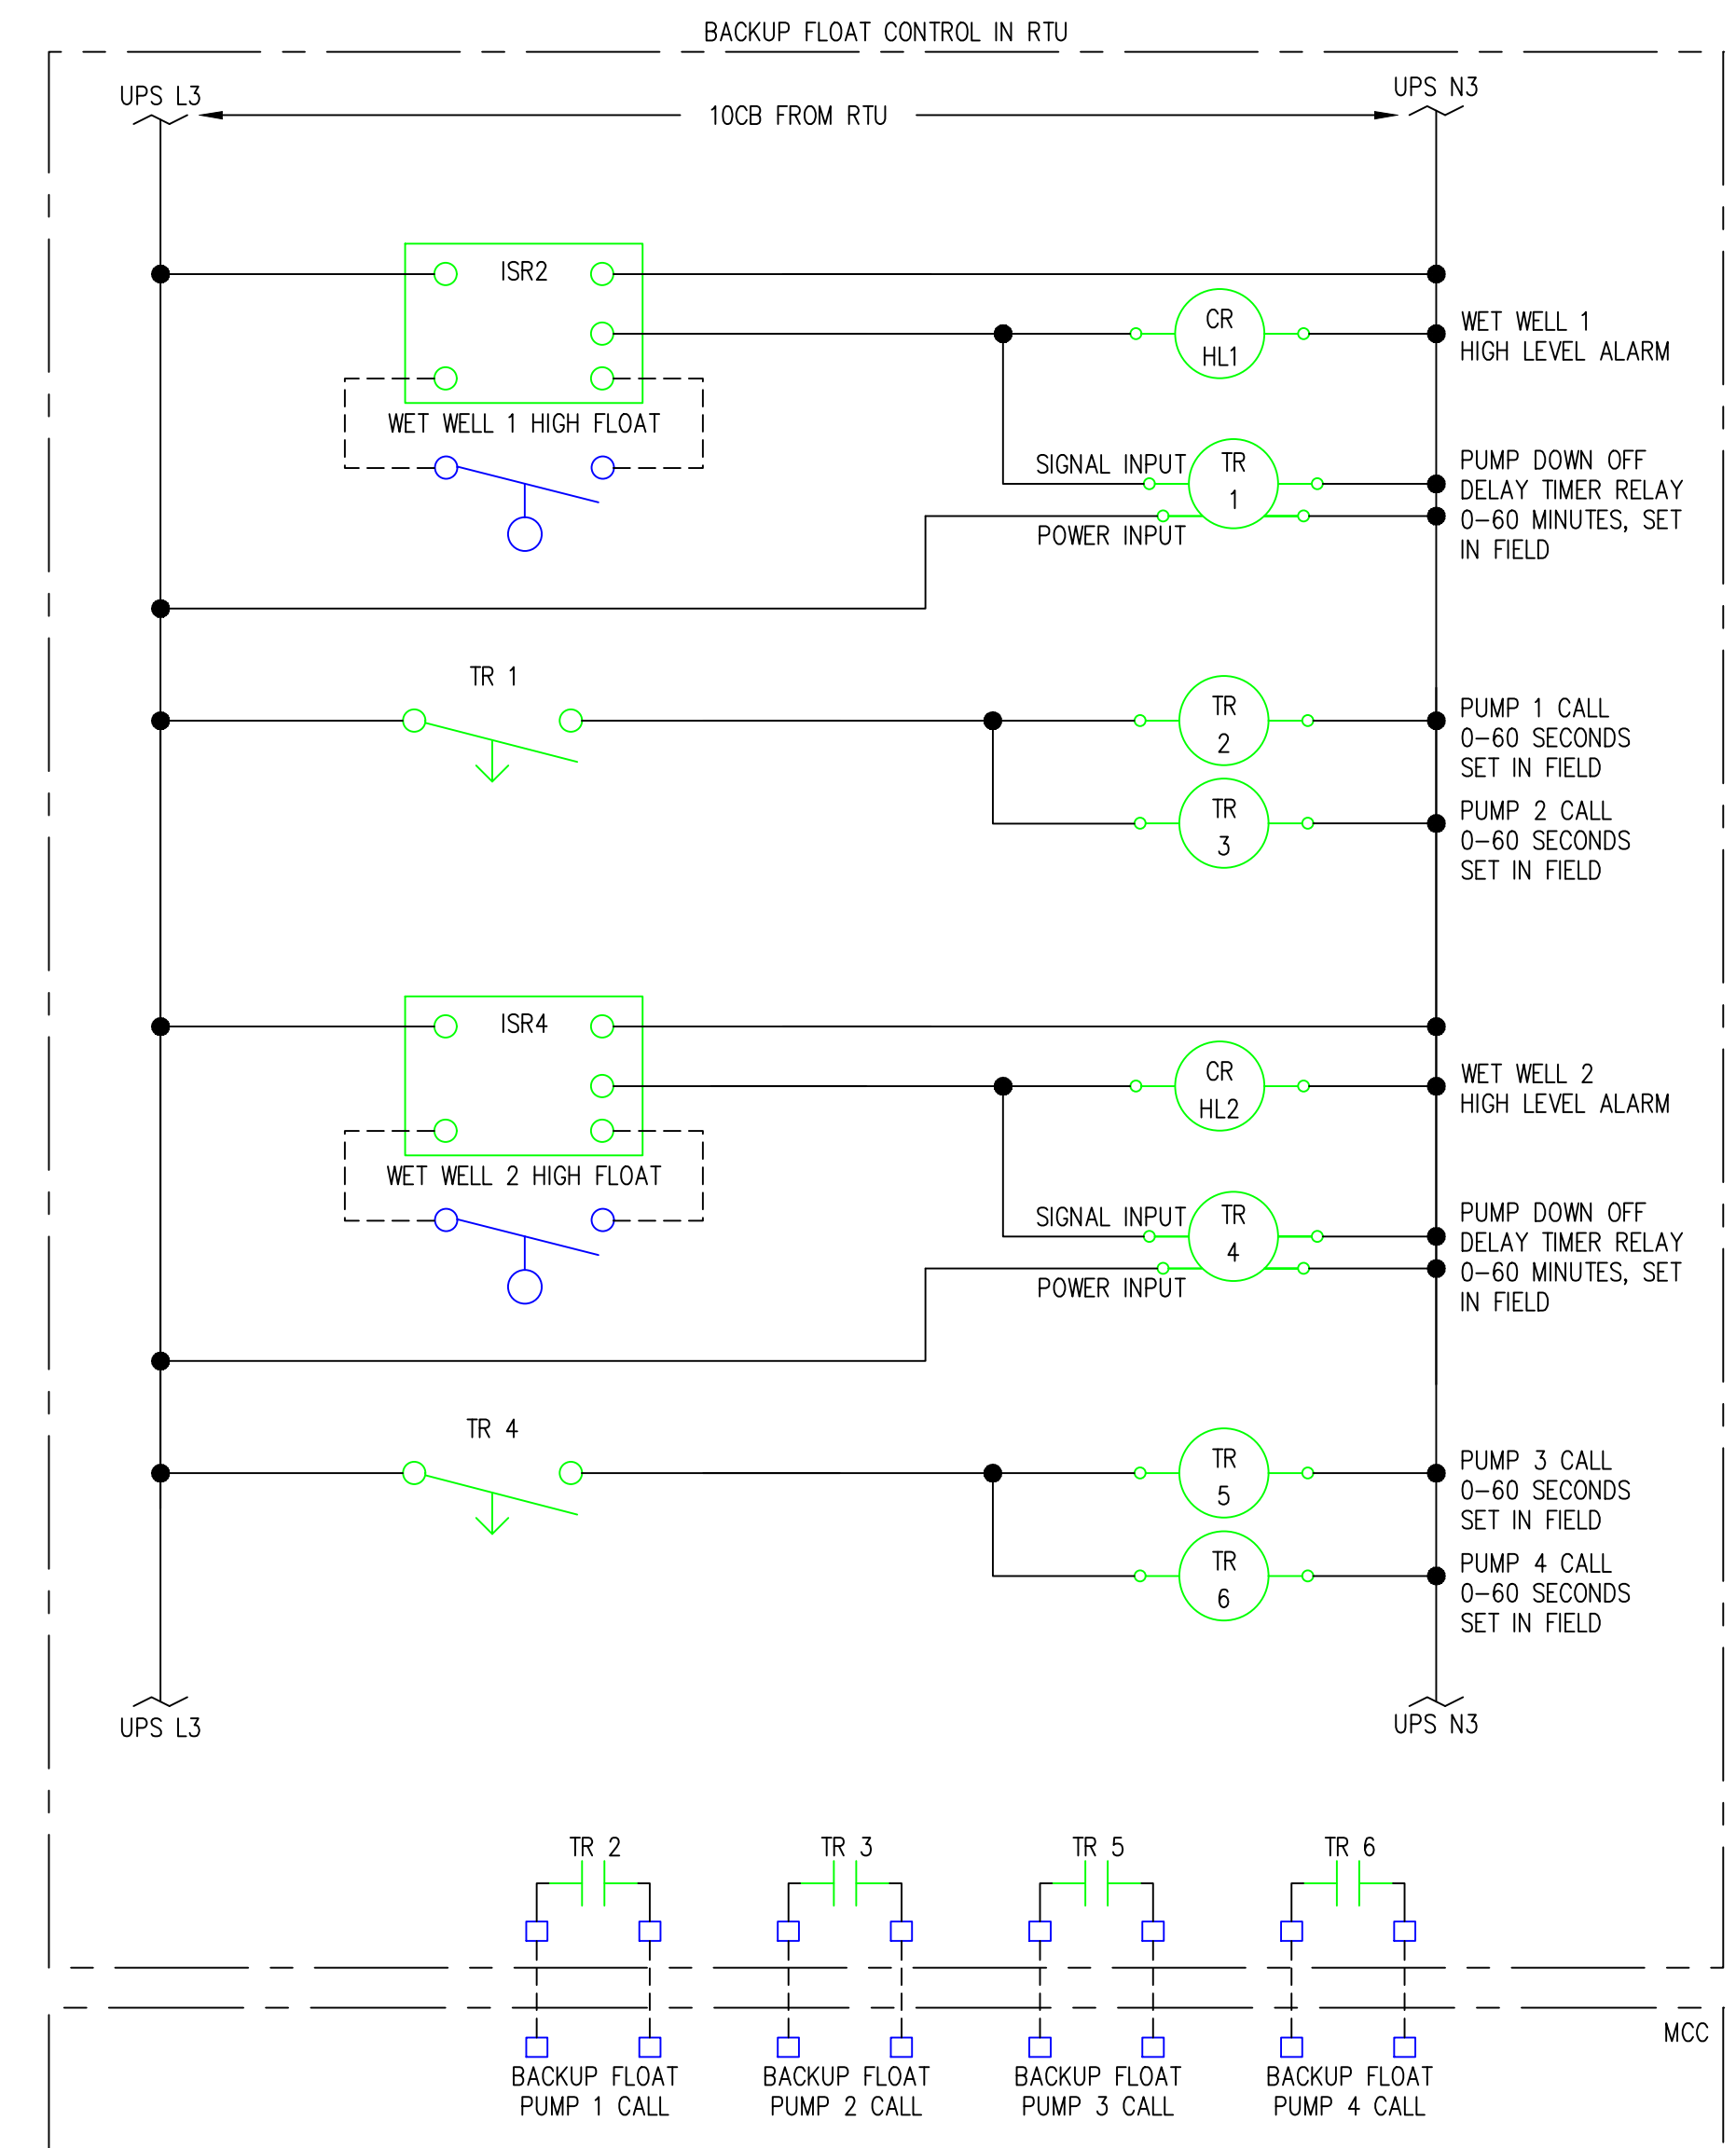 BACKUP FLOAT CONTROL IN RTU
UPS L3
10CB FROM RTU
UPS N3
ISR2
CR
HL1
WET WELL 1
HIGH LEVEL ALARM
WET WELL 1 HIGH FLOAT
SIGNAL INPUT
TR
1
POWER INPUT
PUMP DOWN OFF
DELAY TIMER RELAY
0-60 MINUTES, SET
IN FIELD
TR 1
TR
2
PUMP 1 CALL
0-60 SECONDS
SET IN FIELD
TR
3
PUMP 2 CALL
0-60 SECONDS
SET IN FIELD
ISR4
CR
HL2
WET WELL 2
HIGH LEVEL ALARM
WET WELL 2 HIGH FLOAT
SIGNAL INPUT
TR
4
POWER INPUT
PUMP DOWN OFF
DELAY TIMER RELAY
0-60 MINUTES, SET
IN FIELD
TR 4
TR
5
PUMP 3 CALL
0-60 SECONDS
SET IN FIELD
TR
6
PUMP 4 CALL
0-60 SECONDS
SET IN FIELD
UPS L3
UPS N3
TR 2
TR 3
TR 5
TR 6
MCC
BACKUP FLOAT
PUMP 1 CALL
BACKUP FLOAT
PUMP 2 CALL
BACKUP FLOAT
PUMP 3 CALL
BACKUP FLOAT
PUMP 4 CALL